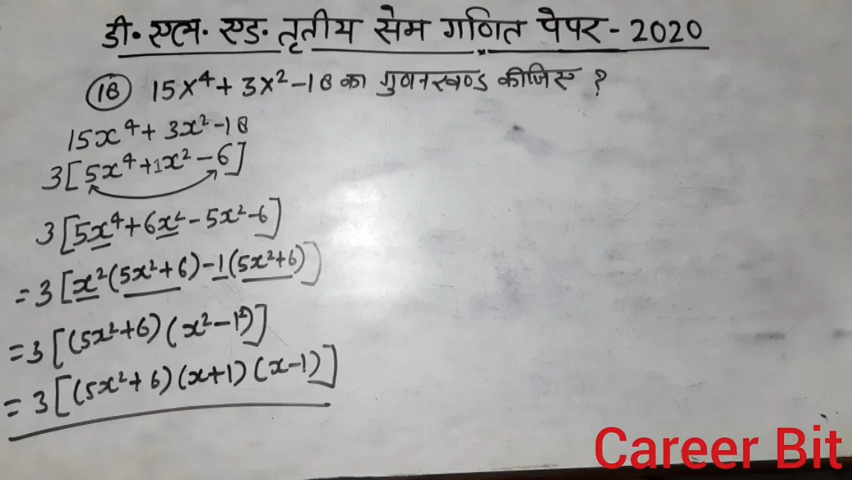 डी. एल. एड. तृतीय सेम गणित पेपर - 2020
(18) 15x⁴ + 3x² - 18 का गुणनखण्ड कीजिए ?
15x⁴ + 3x² - 18
3[5x⁴ + 1x² - 6]
3[5x⁴ + 6x² - 5x² - 6]
= 3[x²(5x² + 6) - 1(5x² + 6)]
= 3[(5x² + 6)(x² - 1²)]
= 3[(5x² + 6)(x + 1)(x - 1)]
Career Bit